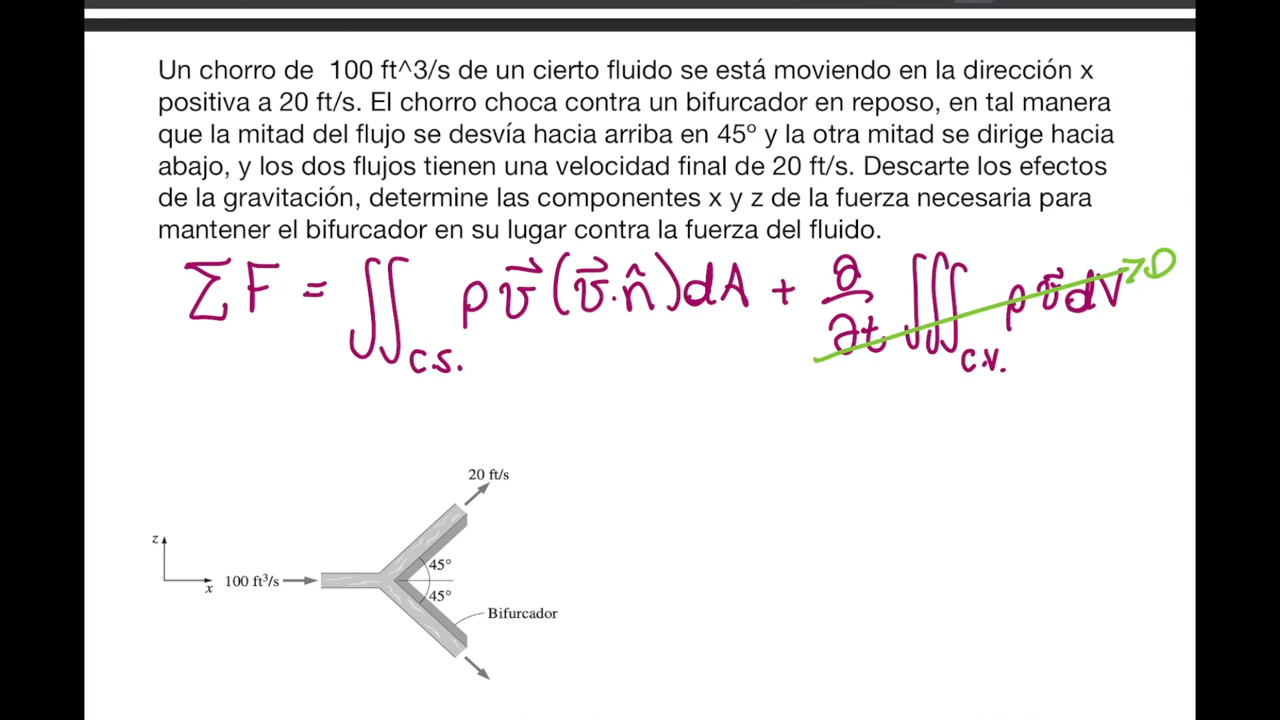 Un chorro de 100 ft^3/s de un cierto fluido se está moviendo en la dirección x
positiva a 20 ft/s. El chorro choca contra un bifurcador en reposo, en tal manera
que la mitad del flujo se desvía hacia arriba en 45º y la otra mitad se dirige hacia
abajo, y los dos flujos tienen una velocidad final de 20 ft/s. Descarte los efectos
de la gravitación, determine las componentes x y z de la fuerza necesaria para
mantener el bifurcador en su lugar contra la fuerza del fluido.
∑F = ∬_{C.S.} ρ v⃗ (v⃗·n̂) dA + ∂/∂t ∭_{C.V.} ρ v⃗ dV → 0
20 ft/s
z
x
100 ft³/s
45°
45°
Bifurcador